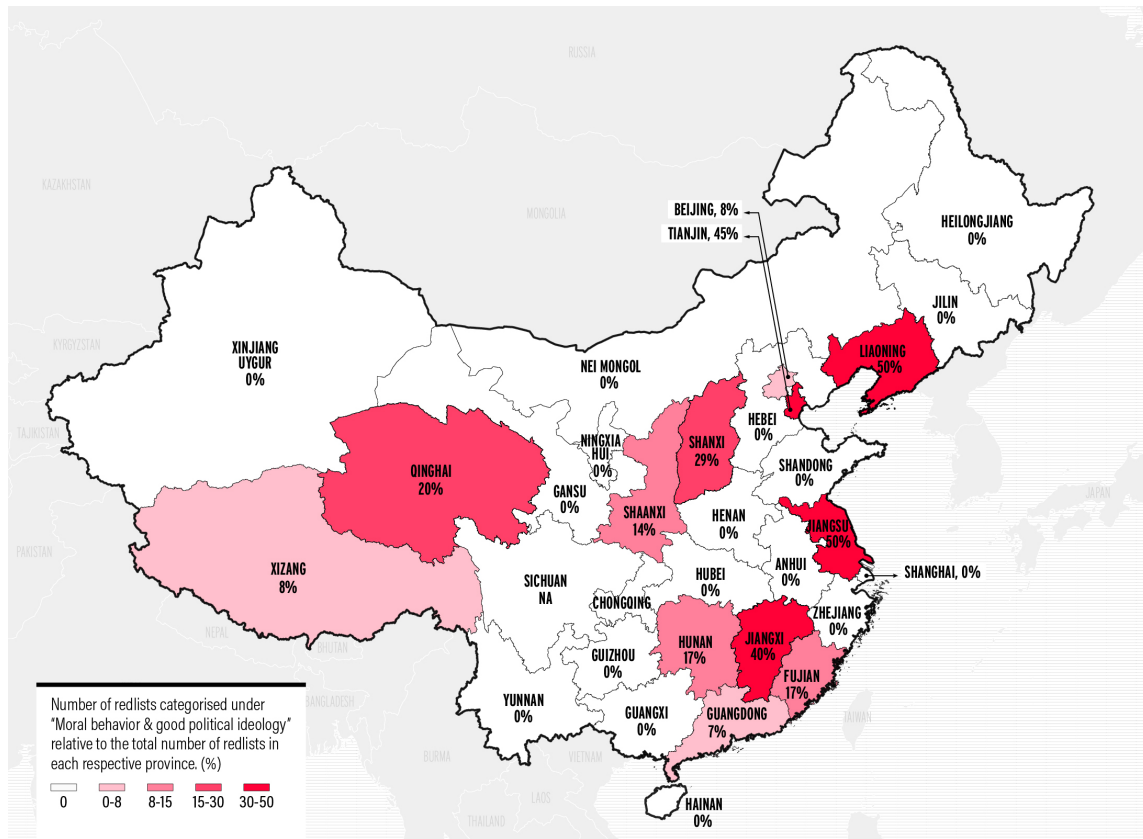 RUSSIA
KAZAKHSTAN
MONGOLIA
BEIJING, 8%
TIANJIN, 45%
HEILONGJIANG
0%
JILIN
0%
LIAONING
50%
KYRGYZSTAN
XINJIANG
UYGUR
0%
NEI MONGOL
0%
TAJIKISTAN
HEBEI
0%
NINGXIA
HUI
0%
SHANXI
29%
QINGHAI
20%
GANSU
0%
SHANDONG
0%
JAPAN
SHAANXI
14%
HENAN
0%
JIANGSU
50%
PAKISTAN
XIZANG
8%
SICHUAN
NA
HUBEI
0%
ANHUI
0%
SHANGHAI, 0%
CHONGQING
ZHEJIANG
0%
NEPAL
BHUTAN
HUNAN
17%
JIANGXI
40%
GUIZHOU
0%
FUJIAN
17%
YUNNAN
0%
GUANGXI
0%
GUANGDONG
7%
TAIWAN
BANGLADESH
BURMA
VIETNAM
LAOS
THAILAND
HAINAN
0%
Number of redlists categorised under
"Moral behavior & good political ideology"
relative to the total number of redlists in
each respective province. (%)
0 0-8 8-15 15-30 30-50